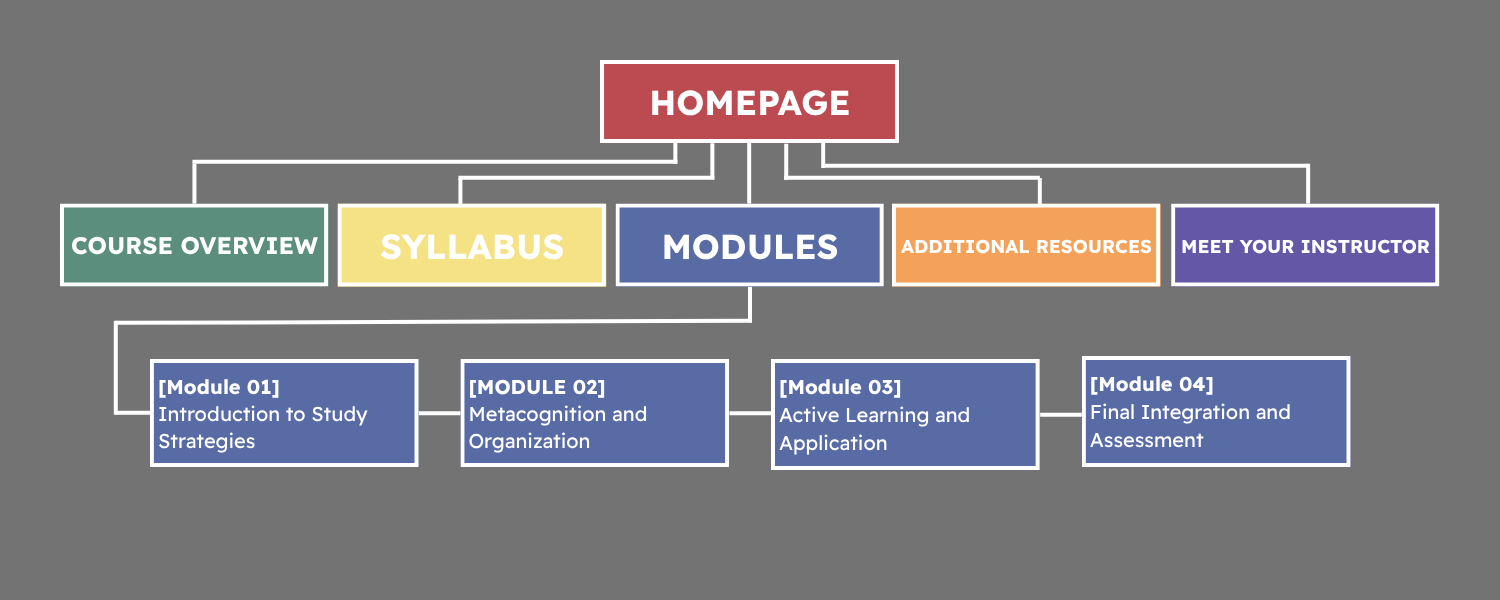 HOMEPAGE
COURSE OVERVIEW
SYLLABUS
MODULES
ADDITIONAL RESOURCES
MEET YOUR INSTRUCTOR
[Module 01]
Introduction to Study
Strategies
[MODULE 02]
Metacognition and
Organization
[Module 03]
Active Learning and
Application
[Module 04]
Final Integration and
Assessment